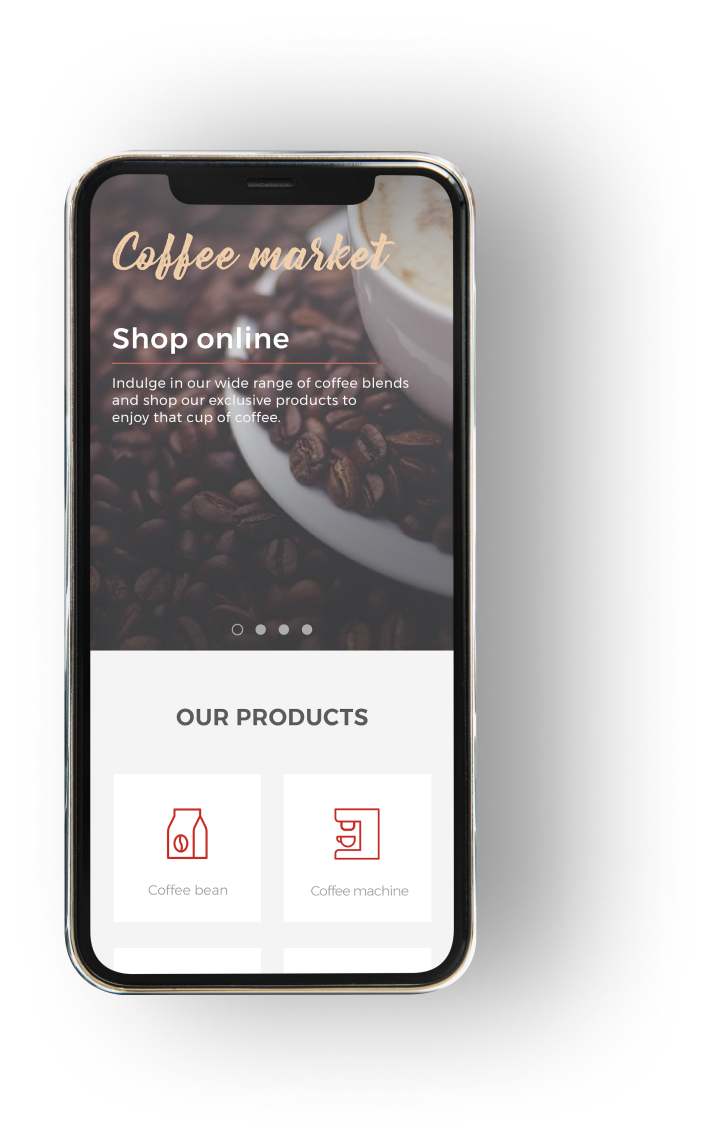 Coffee market
Shop online
Indulge in our wide range of coffee blends
and shop our exclusive products to
enjoy that cup of coffee.
OUR PRODUCTS
Coffee bean
Coffee machine